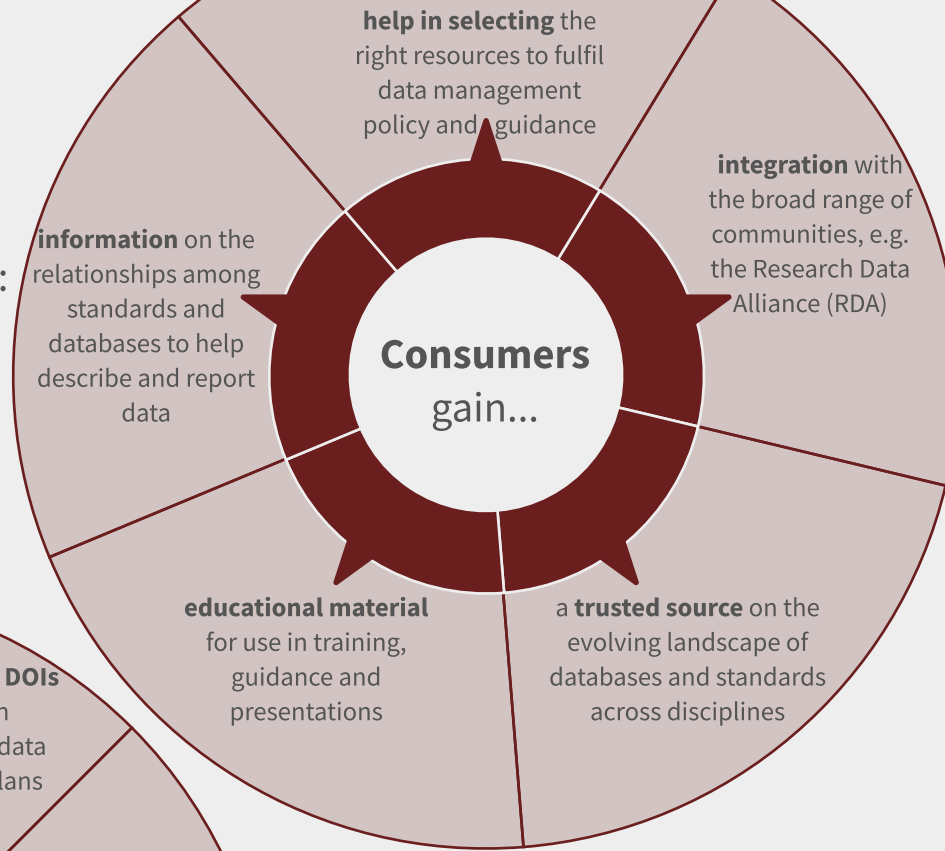 help in selecting the
right resources to fulfil
data management
policy and guidance
integration with
the broad range of
communities, e.g.
the Research Data
Alliance (RDA)
information on the
relationships among
standards and
databases to help
describe and report
data
:
Consumers
gain...
educational material
for use in training,
guidance and
presentations
a trusted source on the
evolving landscape of
databases and standards
across disciplines
DOIs
data